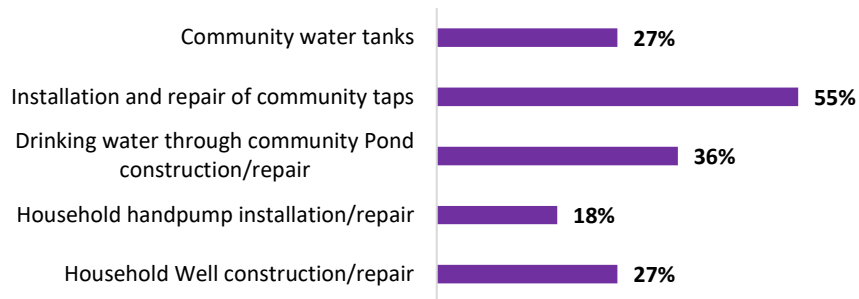 Community water tanks
27%
Installation and repair of community taps
55%
Drinking water through community Pond
construction/repair
36%
Household handpump installation/repair
18%
Household Well construction/repair
27%